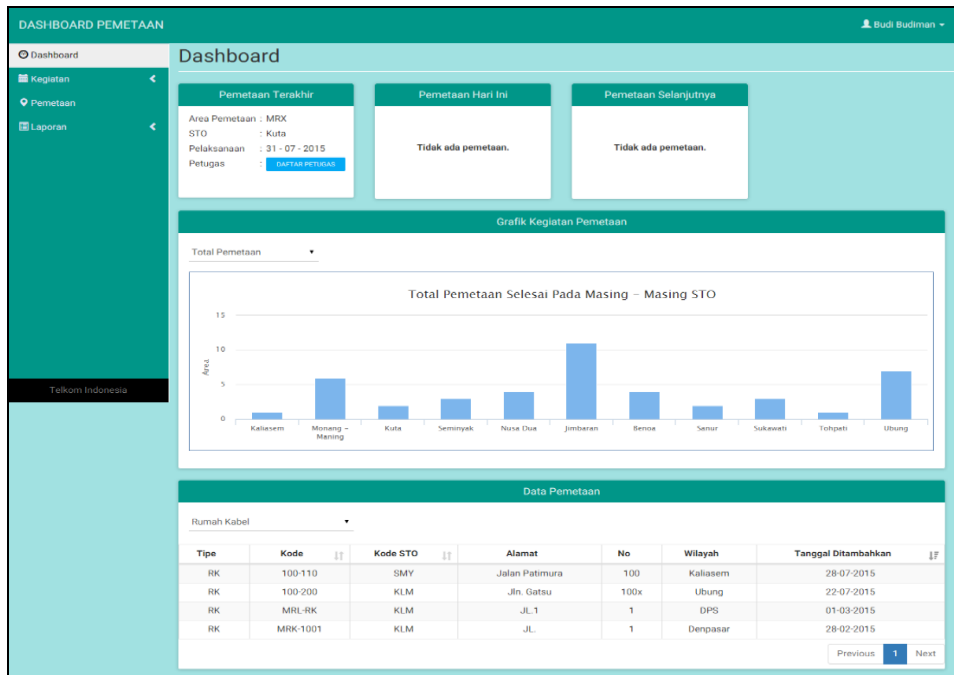 DASHBOARD PEMETAAN
Budi Budiman
Dashboard
Kegiatan
Pemetaan
Laporan
Telkom Indonesia
Dashboard
Pemetaan Terakhir
Area Pemetaan : MRX
STO : Kuta
Pelaksanaan : 31 - 07 - 2015
Petugas : DAFTAR PETUGAS
Pemetaan Hari Ini
Tidak ada pemetaan.
Pemetaan Selanjutnya
Tidak ada pemetaan.
Grafik Kegiatan Pemetaan
Total Pemetaan
Total Pemetaan Selesai Pada Masing - Masing STO
Area
15
10
5
0
Kaliasem Monang - Maning Kuta Seminyak Nusa Dua Jimbaran Benoa Sanur Sukawati Tohpati Ubung
Data Pemetaan
Rumah Kabel
Tipe Kode Kode STO Alamat No Wilayah Tanggal Ditambahkan
RK 100-110 SMY Jalan Patimura 100 Kaliasem 28-07-2015
RK 100-200 KLM Jln. Gatsu 100x Ubung 22-07-2015
RK MRL-RK KLM JL.1 1 DPS 01-03-2015
RK MRK-1001 KLM JL. 1 Denpasar 28-02-2015
Previous 1 Next